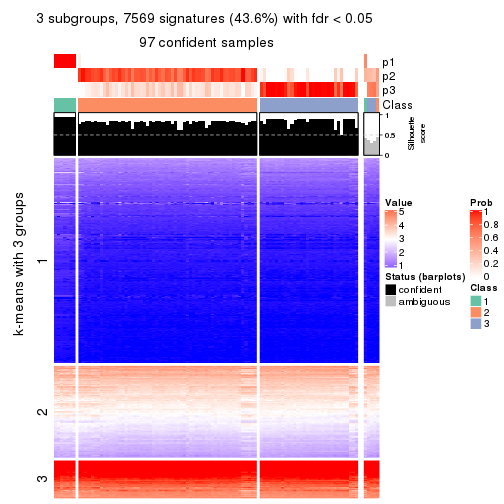 3 subgroups, 7569 signatures (43.6%) with fdr < 0.05
97 confident samples
p1
p2
p3
Class
1
0.5
0
Silhouette
score
k-means with 3 groups
1
2
3
Value
5
4
3
2
1
Status (barplots)
confident
ambiguous
Prob
1
0.8
0.6
0.4
0.2
0
Class
1
2
3